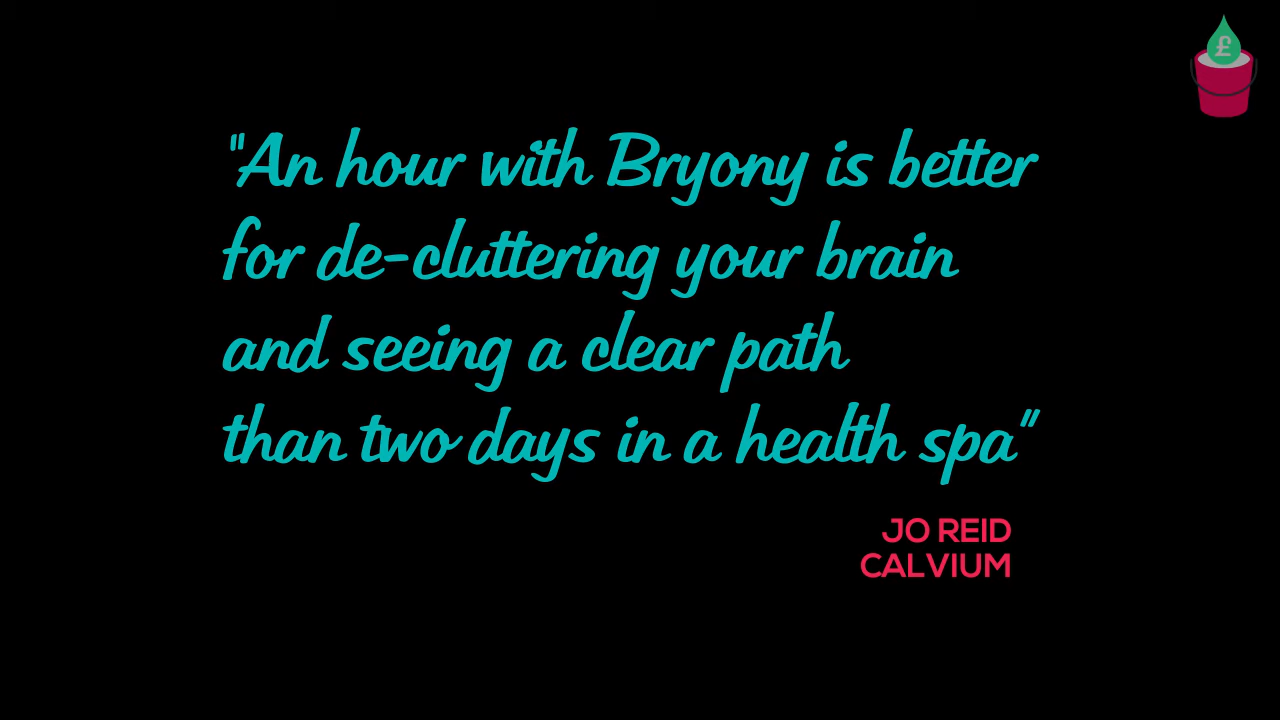 £
"An hour with Bryony is better
for de-cluttering your brain
and seeing a clear path
than two days in a health spa"
JO REID
CALVIUM